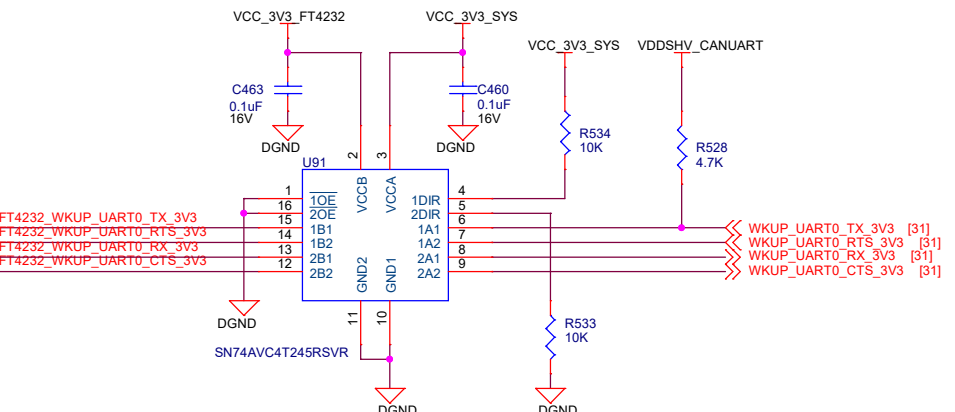 VCC_3V3_FT4232
VCC_3V3_SYS
VCC_3V3_SYS
VDDSHV_CANUART
C463
0.1uF
16V
DGND
C460
0.1uF
16V
DGND
R534
10K
R528
4.7K
U91
2
3
VCCB
VCCA
1
16
15
14
13
12
1OE
2OE
1B1
1B2
2B1
2B2
1DIR
2DIR
1A1
1A2
2A1
2A2
4
5
6
7
8
9
GND2
GND1
11
10
FT4232_WKUP_UART0_TX_3V3
FT4232_WKUP_UART0_RTS_3V3
FT4232_WKUP_UART0_RX_3V3
FT4232_WKUP_UART0_CTS_3V3
WKUP_UART0_TX_3V3 [31]
WKUP_UART0_RTS_3V3 [31]
WKUP_UART0_RX_3V3 [31]
WKUP_UART0_CTS_3V3 [31]
DGND
SN74AVC4T245RSVR
R533
10K
DGND
DGND